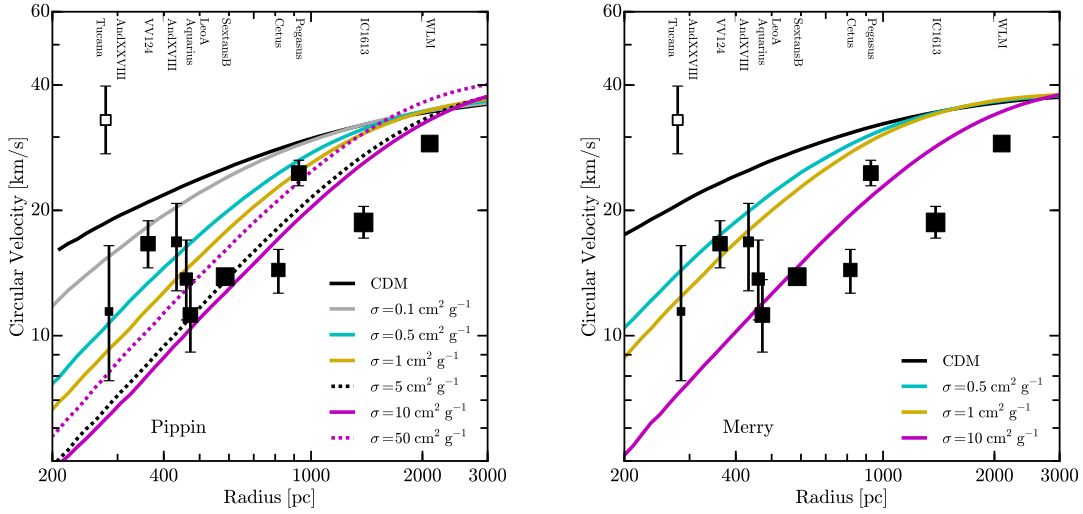 Tucana
AndXXVIII
VV124
AndXVIII
Aquarius
LeoA
SextansB
Cetus
Pegasus
IC1613
WLM
60
40
20
10
Circular Velocity [km/s]
CDM
σ=0.1 cm² g⁻¹
σ=0.5 cm² g⁻¹
σ=1 cm² g⁻¹
σ=5 cm² g⁻¹
σ=10 cm² g⁻¹
σ=50 cm² g⁻¹
Pippin
200 400 1000 2000 3000
Radius [pc]
Tucana
AndXXVIII
VV124
AndXVIII
Aquarius
LeoA
SextansB
Cetus
Pegasus
IC1613
WLM
60
40
20
10
Circular Velocity [km/s]
CDM
σ=0.5 cm² g⁻¹
σ=1 cm² g⁻¹
σ=10 cm² g⁻¹
Merry
200 400 1000 2000 3000
Radius [pc]